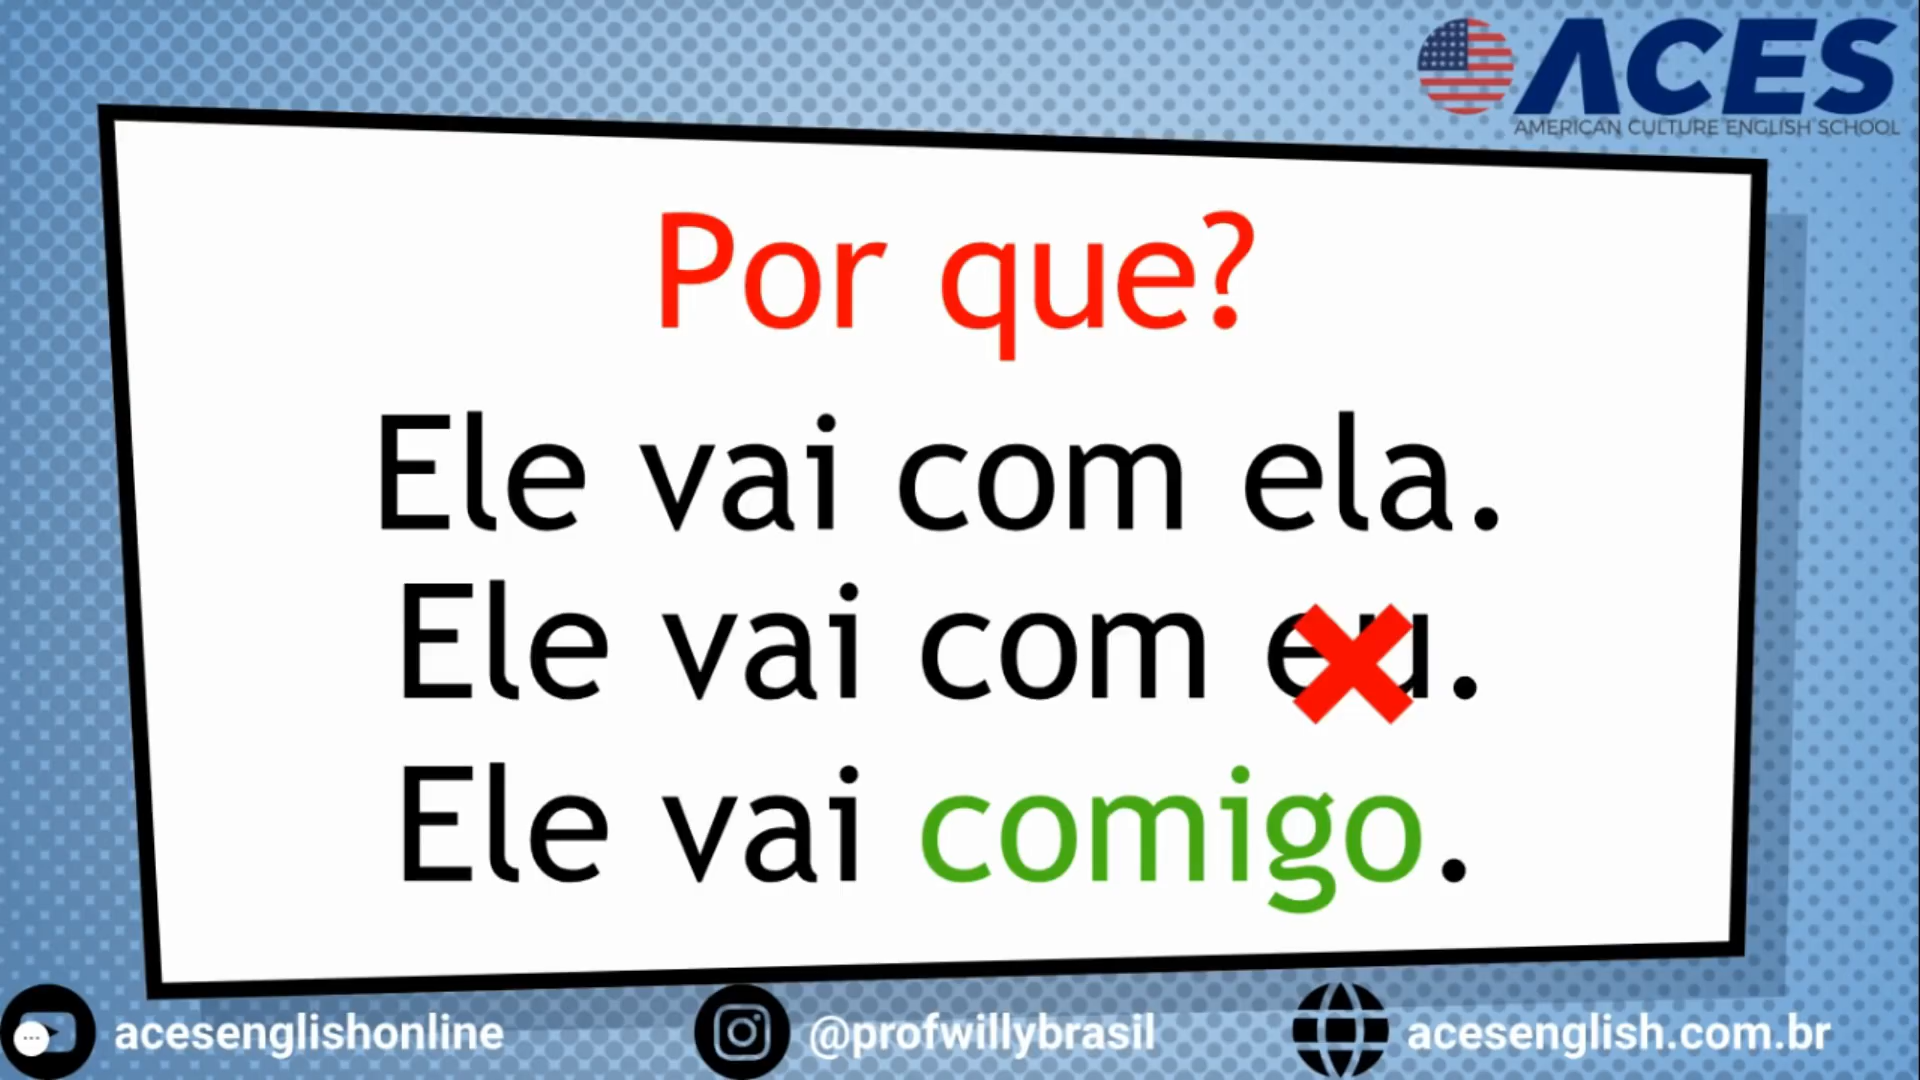 ACES
AMERICAN CULTURE ENGLISH SCHOOL
Por que?
Ele vai com ela.
Ele vai com eu.
Ele vai comigo.
acesenglishonline
@profwillybrasil
acesenglish.com.br